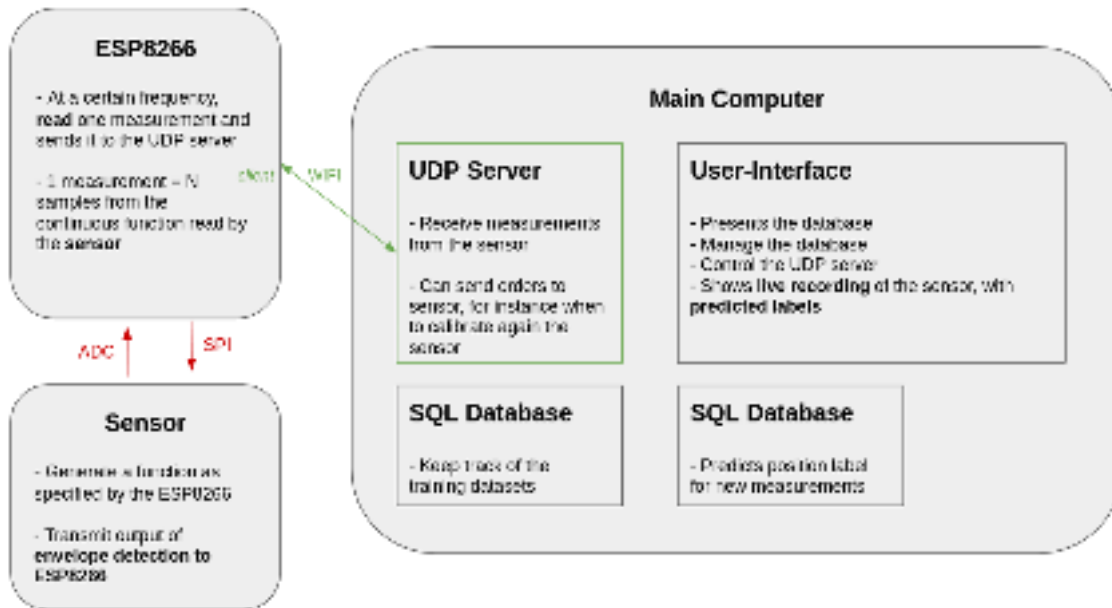 ESP8266
- At a certain frequency,
read one measurement and
sends it to the UDP server
- 1 measurement = N
samples from the
continuous function read by
the sensor
client
WIFI
ADC
SPI
Sensor
- Generate a function as
specified by the ESP8266
- Transmit output of
envelope detection to
ESP8266
Main Computer
UDP Server
- Receive measurements
from the sensor
- Can send orders to
sensor, for instance when
to calibrate again the
sensor
User-Interface
- Presents the database
- Manage the database
- Control the UDP server
- Shows live recording of the sensor, with
predicted labels
SQL Database
- Keep track of the
training datasets
SQL Database
- Predicts position label
for new measurements